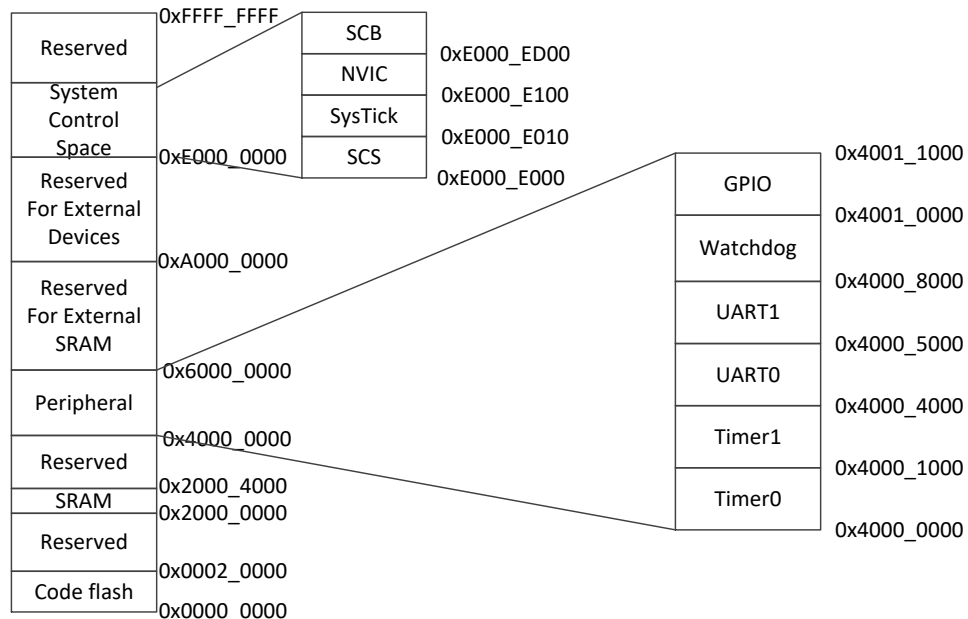 0xFFFF_FFFF
Reserved
System
Control
Space
0xE000_0000
Reserved
For External
Devices
0xA000_0000
Reserved
For External
SRAM
0x6000_0000
Peripheral
0x4000_0000
Reserved
0x2000_4000
SRAM
0x2000_0000
Reserved
0x0002_0000
Code flash
0x0000_0000
SCB
0xE000_ED00
NVIC
0xE000_E100
SysTick
0xE000_E010
SCS
0xE000_E000
0x4001_1000
GPIO
0x4001_0000
Watchdog
0x4000_8000
UART1
0x4000_5000
UART0
0x4000_4000
Timer1
0x4000_1000
Timer0
0x4000_0000